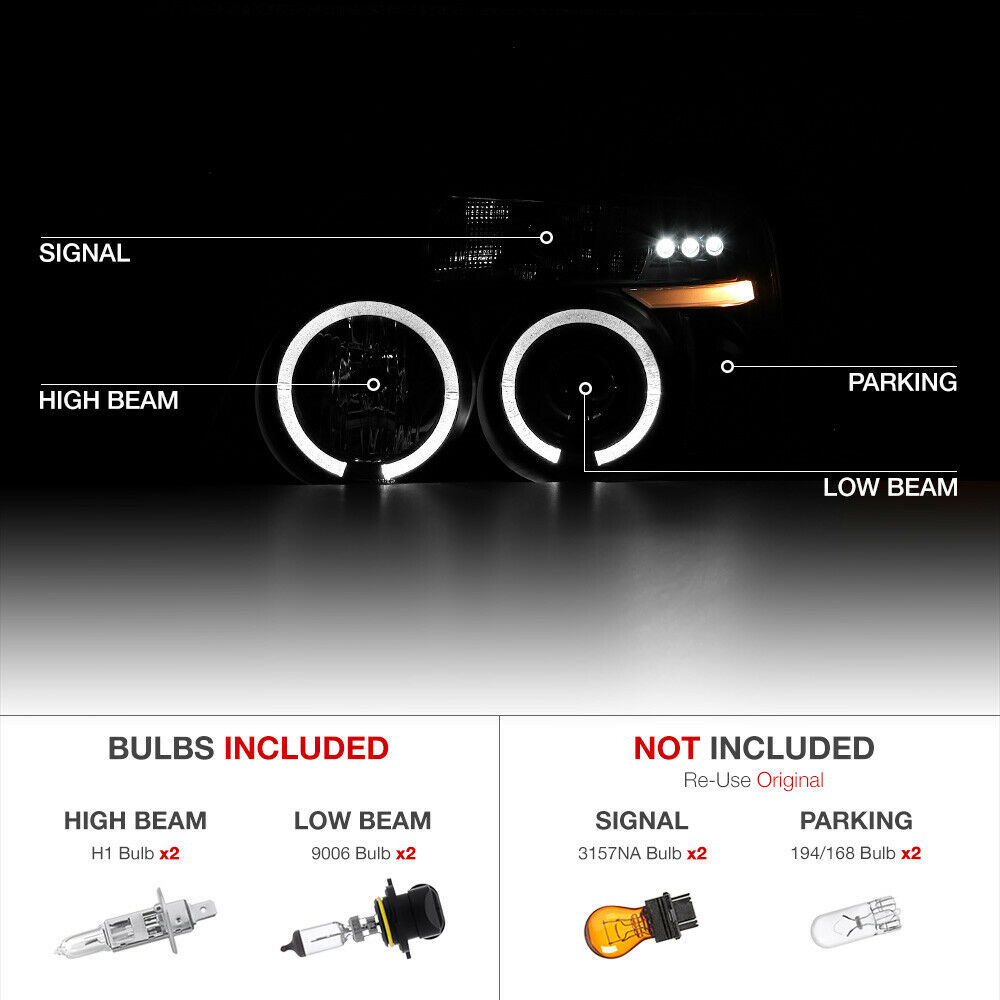 SIGNAL
HIGH BEAM
PARKING
LOW BEAM
BULBS INCLUDED
HIGH BEAM
H1 Bulb x2
LOW BEAM
9006 Bulb x2
NOT INCLUDED
Re-Use Original
SIGNAL
3157NA Bulb x2
PARKING
194/168 Bulb x2